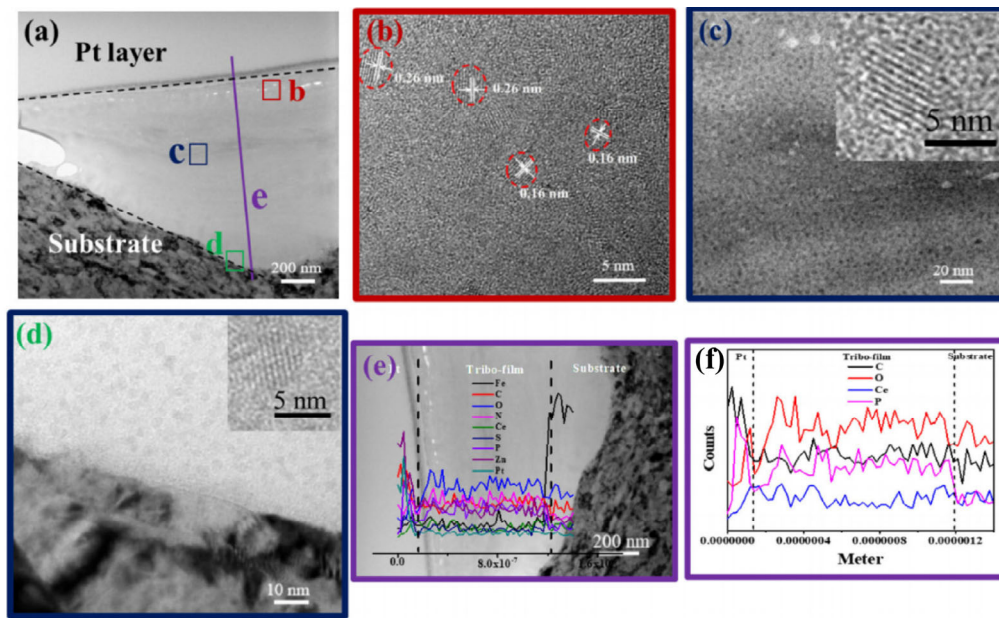 (a)
Pt layer
b
c
e
Substrate
d
200 nm
(b)
0.26 nm
0.26 nm
0.16 nm
0.16 nm
5 nm
(c)
5 nm
20 nm
(d)
5 nm
10 nm
(e)
Tribo-film
Substrate
Fe
C
O
N
Ce
S
P
Zn
Pt
200 nm
0.0
8.0x10⁻⁷
(f)
Pt
Tribo-film
Substrate
C
O
Ce
P
Counts
0.0000000
0.0000004
0.0000008
0.0000012
Meter